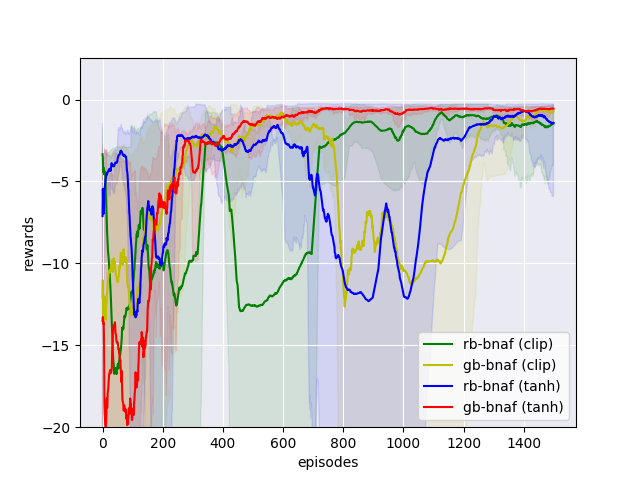 0
−5
−10
−15
−20
rewards
0
200
400
600
800
1000
1200
1400
episodes
rb-bnaf (clip)
gb-bnaf (clip)
rb-bnaf (tanh)
gb-bnaf (tanh)